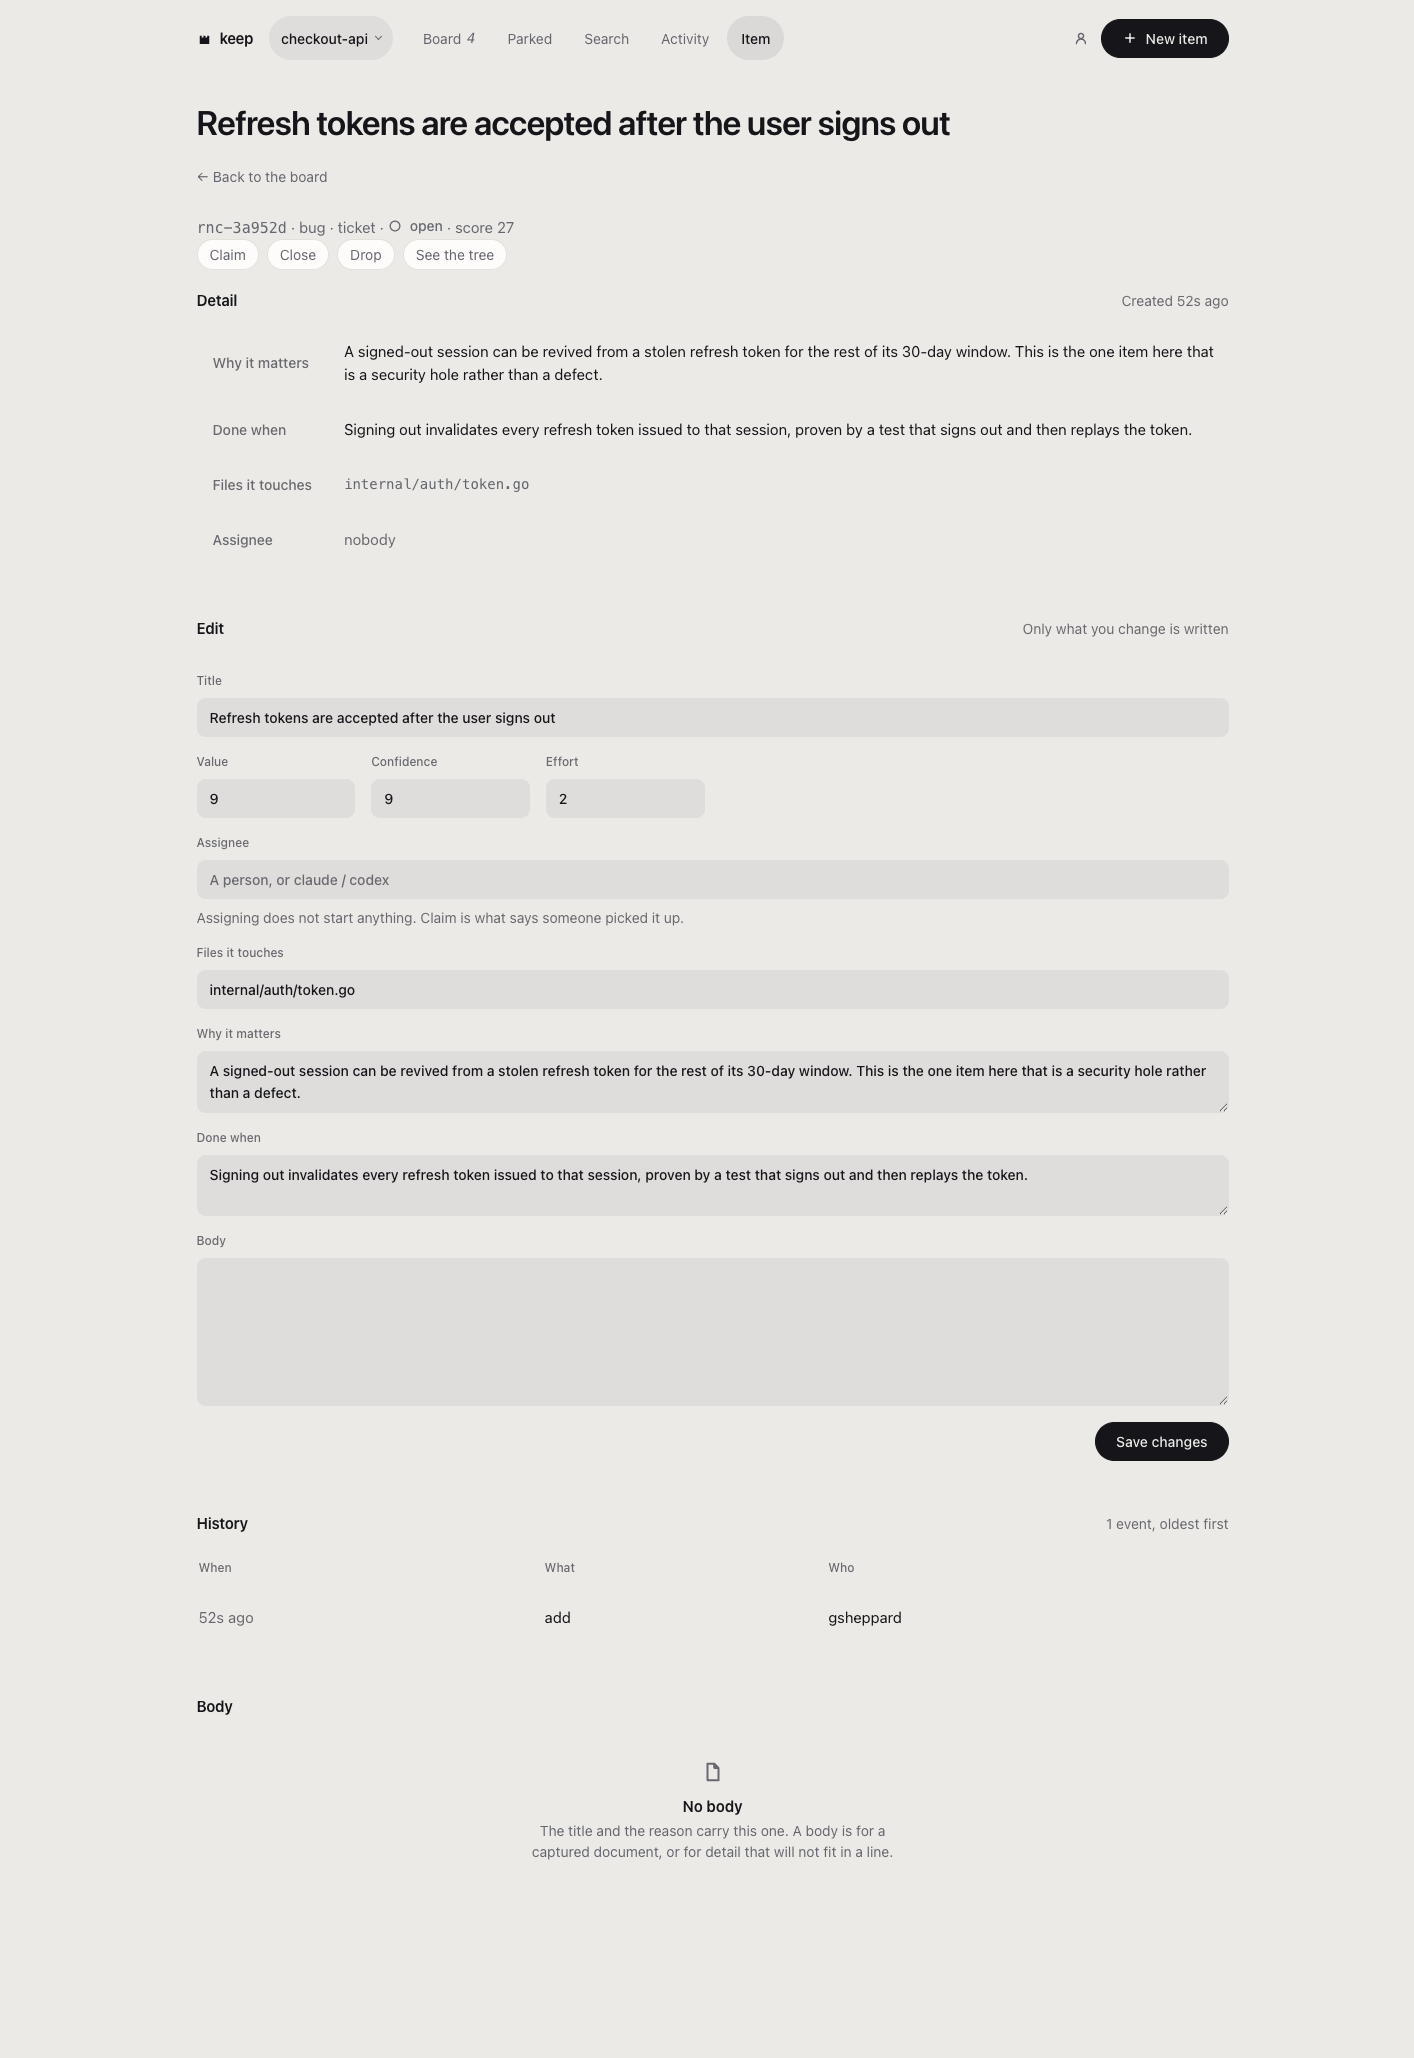 keep checkout-api Board 4 Parked Search Activity Item New item
Refresh tokens are accepted after the user signs out
← Back to the board
rnc-3a952d · bug · ticket · open · score 27
Claim Close Drop See the tree
Detail Created 52s ago
Why it matters A signed-out session can be revived from a stolen refresh token for the rest of its 30-day window. This is the one item here that
is a security hole rather than a defect.
Done when Signing out invalidates every refresh token issued to that session, proven by a test that signs out and then replays the token.
Files it touches internal/auth/token.go
Assignee nobody
Edit Only what you change is written
Title
Refresh tokens are accepted after the user signs out
Value Confidence Effort
9 9 2
Assignee
A person, or claude / codex
Assigning does not start anything. Claim is what says someone picked it up.
Files it touches
internal/auth/token.go
Why it matters
A signed-out session can be revived from a stolen refresh token for the rest of its 30-day window. This is the one item here that is a security hole rather
than a defect.
Done when
Signing out invalidates every refresh token issued to that session, proven by a test that signs out and then replays the token.
Body
Save changes
History 1 event, oldest first
When What Who
52s ago add gsheppard
Body
No body
The title and the reason carry this one. A body is for a
captured document, or for detail that will not fit in a line.